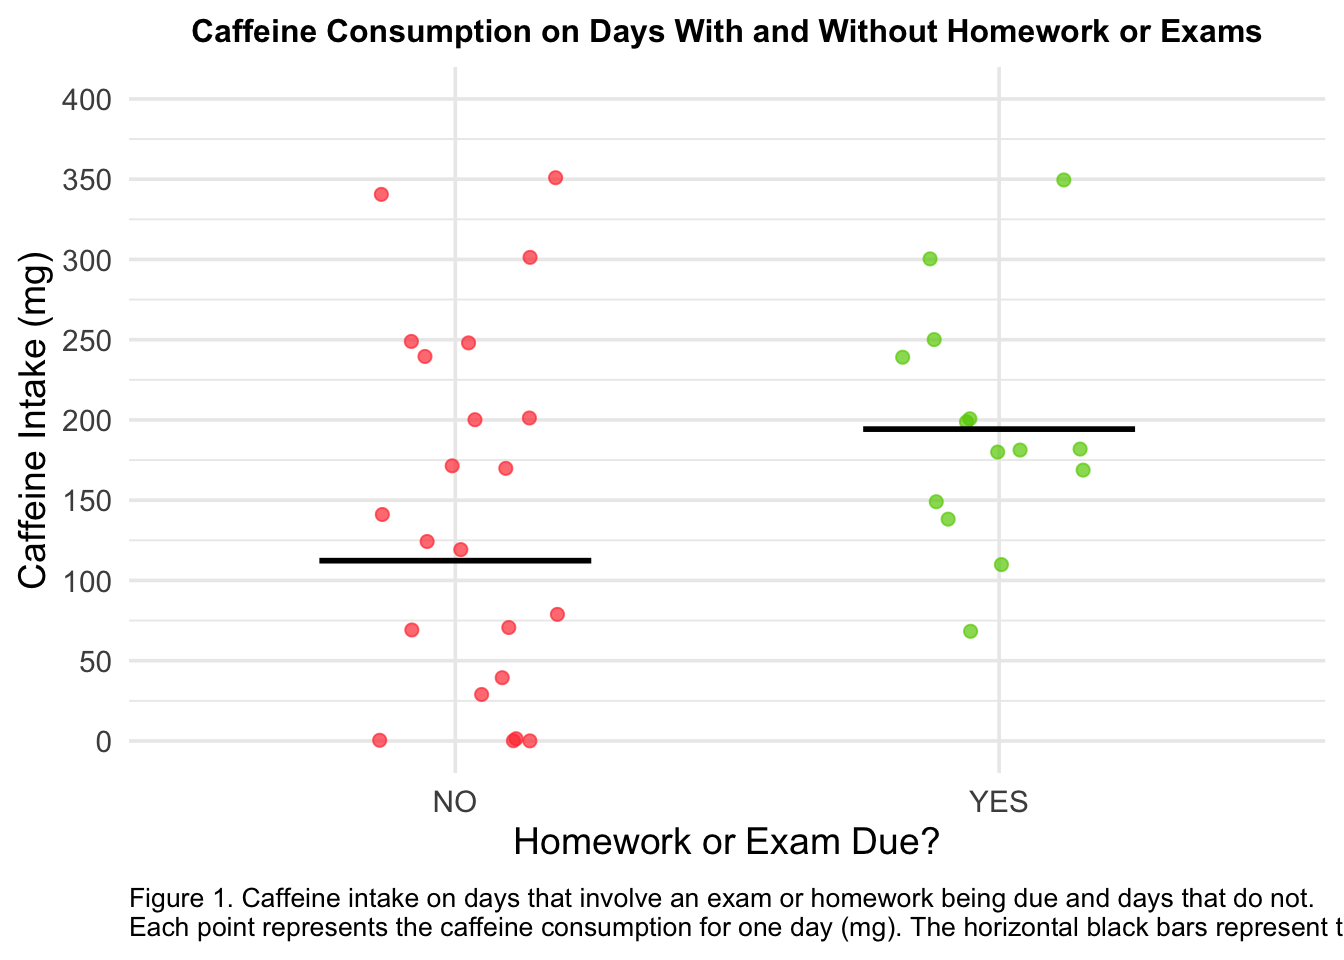 Caffeine Consumption on Days With and Without Homework or Exams
400
350
300
250
200
150
100
50
0
Caffeine Intake (mg)
NO YES
Homework or Exam Due?
Figure 1. Caffeine intake on days that involve an exam or homework being due and days that do not.
Each point represents the caffeine consumption for one day (mg). The horizontal black bars represent t